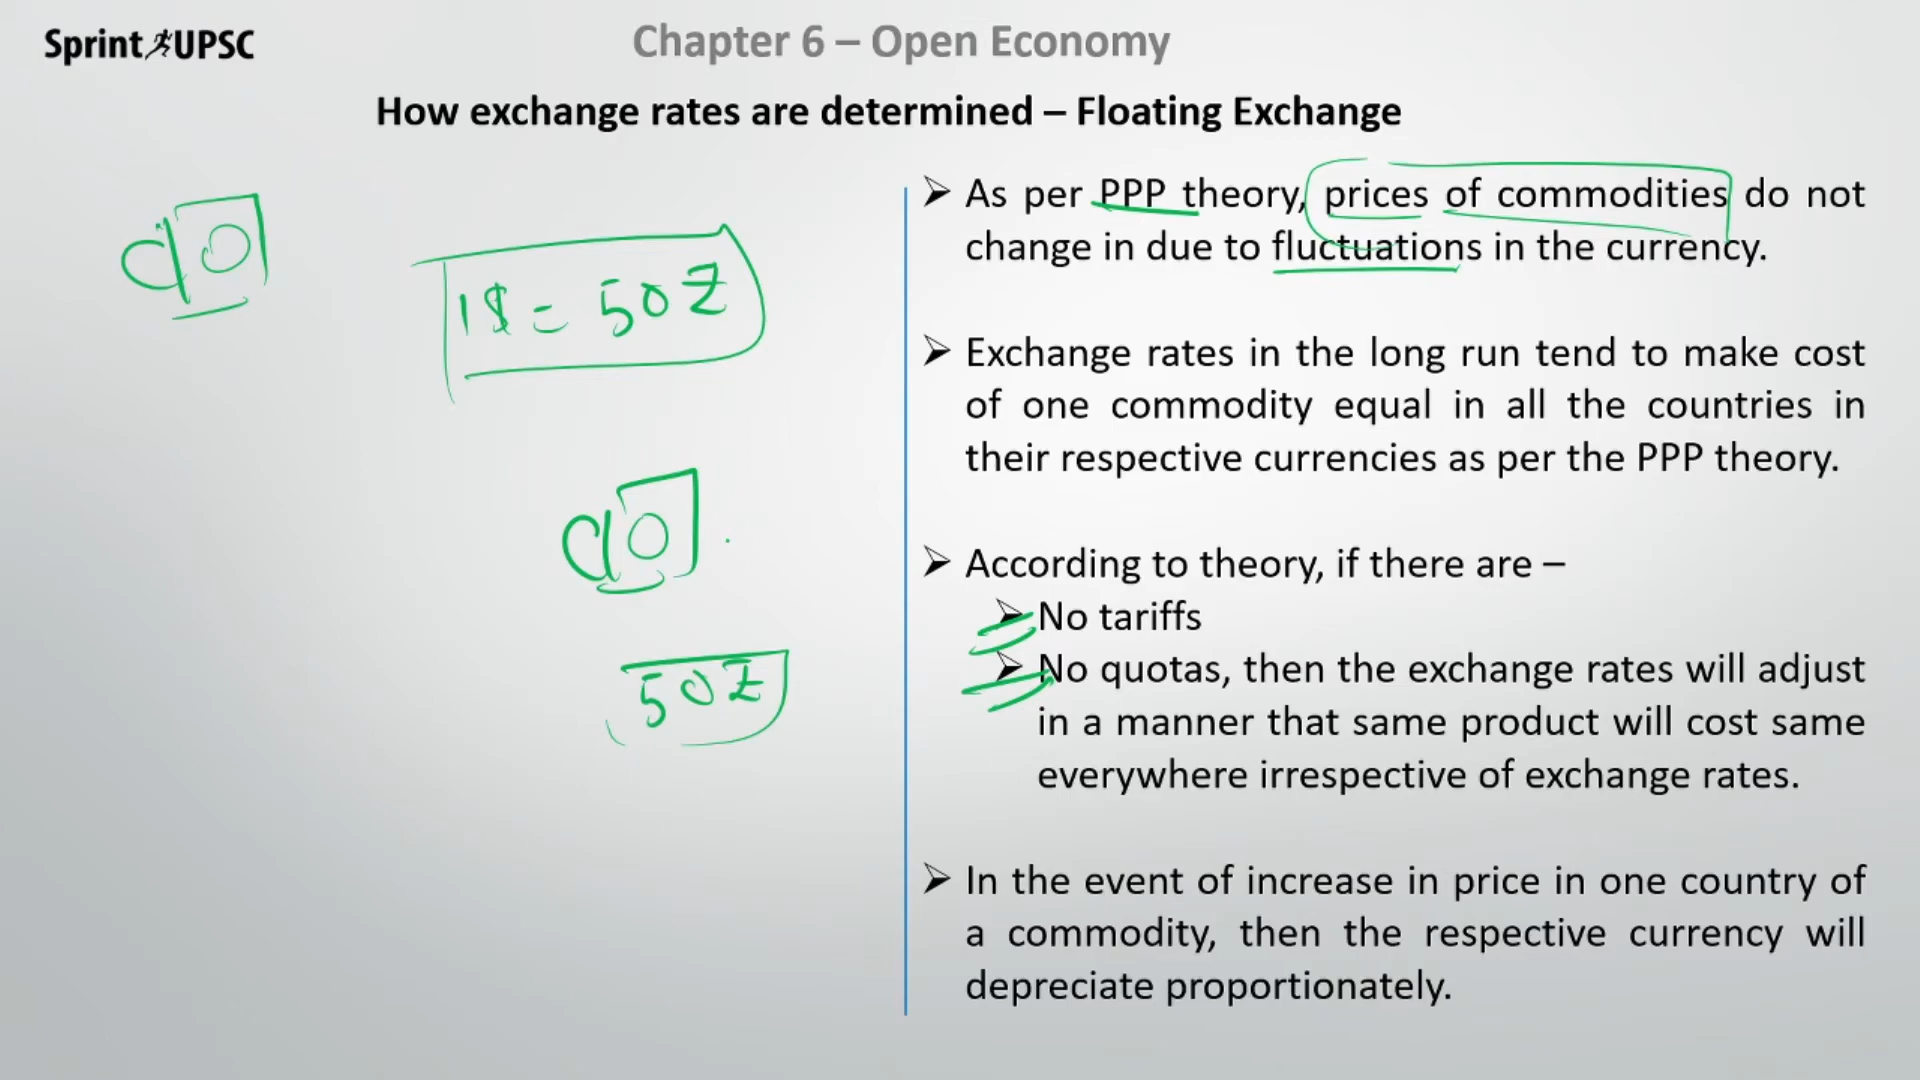 Sprint UPSC
Chapter 6 – Open Economy
How exchange rates are determined – Floating Exchange
1$ = 50₹
50₹
➢ As per PPP theory, prices of commodities do not
change in due to fluctuations in the currency.
➢ Exchange rates in the long run tend to make cost
of one commodity equal in all the countries in
their respective currencies as per the PPP theory.
➢ According to theory, if there are –
➢ No tariffs
➢ No quotas, then the exchange rates will adjust
in a manner that same product will cost same
everywhere irrespective of exchange rates.
➢ In the event of increase in price in one country of
a commodity, then the respective currency will
depreciate proportionately.